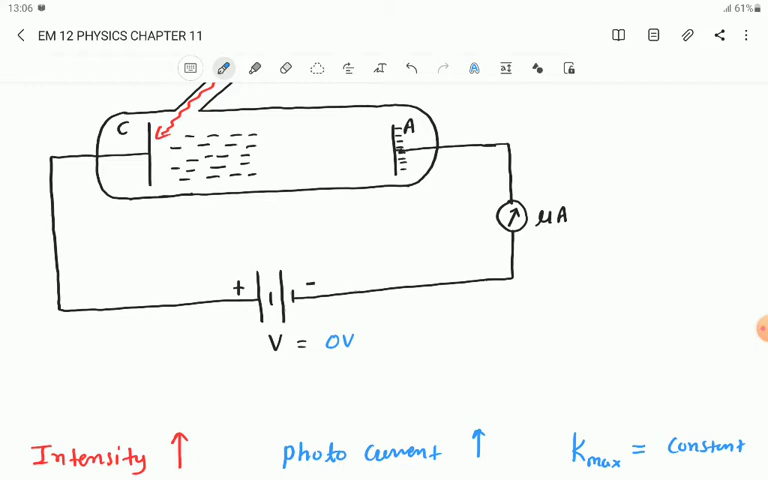 13:06 61%
EM 12 PHYSICS CHAPTER 11
C A
μA
+ -
V = 0V
Intensity ↑ photo current ↑ Kmax = constant